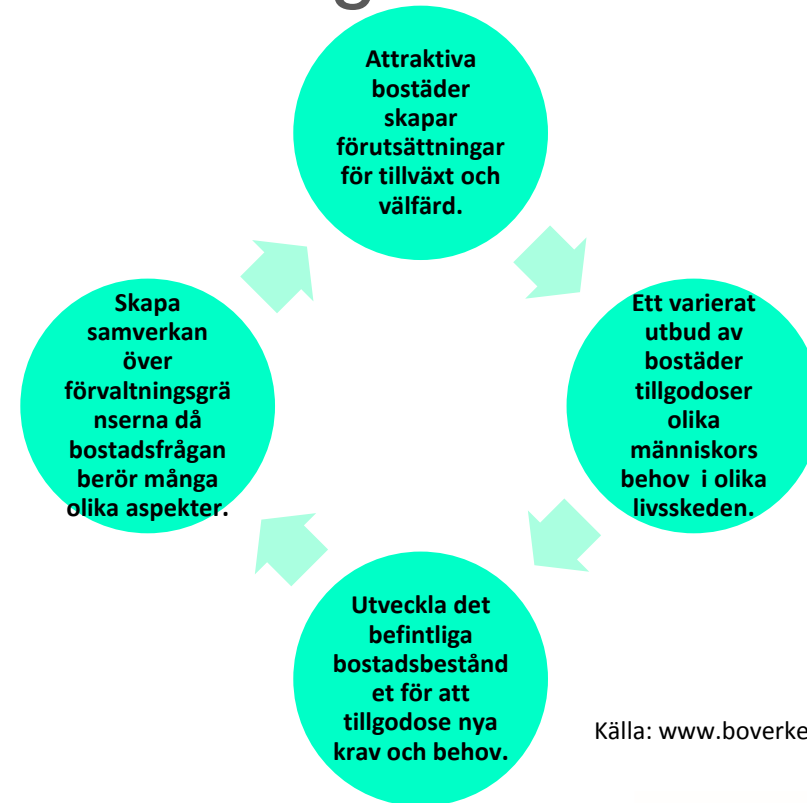 Attraktiva
bostäder
skapar
förutsättningar
för tillväxt och
välfärd.
Ett varierat
utbud av
bostäder
tillgodoser
olika
människors
behov i olika
livsskeden.
Utveckla det
befintliga
bostadsbestånd
et för att
tillgodose nya
krav och behov.
Skapa
samverkan
över
förvaltningsgrä
nserna då
bostadsfrågan
berör många
olika aspekter.
Källa: www.boverke